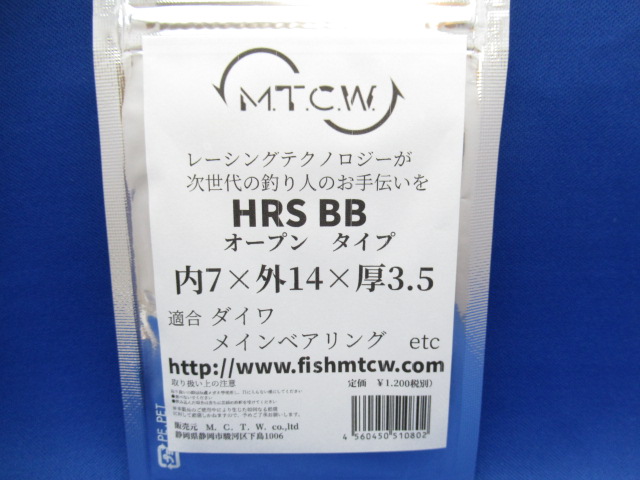 M.T.C.W.
レーシングテクノロジーが
次世代の釣り人のお手伝いを
HRS BB
オープン タイプ
内7×外14×厚3.5
適合 ダイワ
メインベアリング etc
http://www.fishmtcw.com
取り扱い上の注意
定価 ¥1.200税別)
販売元 M. C. T. W. co.,ltd
静岡県静岡市駿河区下島1006
4 560450 510802
PE,PET